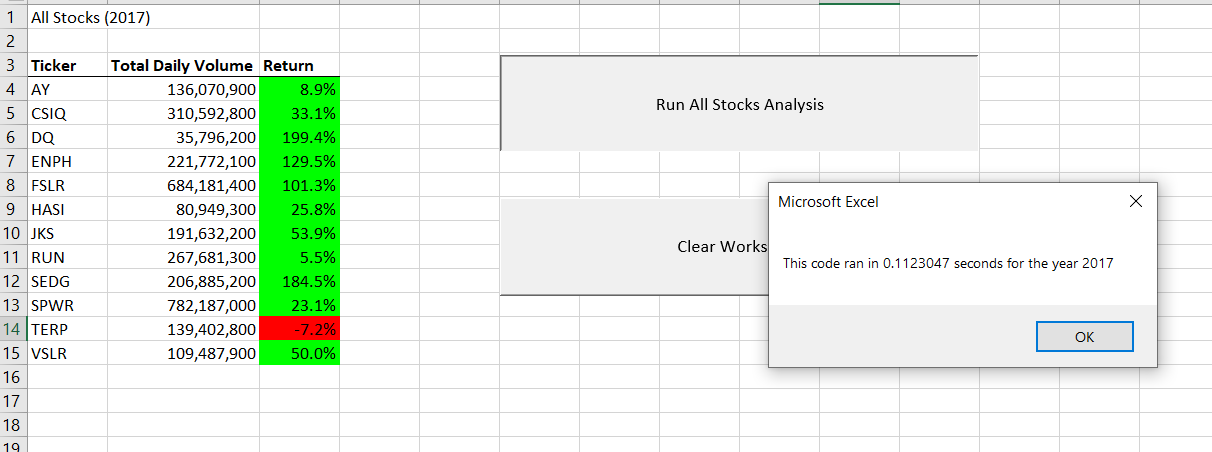 1 All Stocks (2017)
2
3 Ticker Total Daily Volume Return
4 AY 136,070,900 8.9%
5 CSIQ 310,592,800 33.1%
6 DQ 35,796,200 199.4%
7 ENPH 221,772,100 129.5%
8 FSLR 684,181,400 101.3%
9 HASI 80,949,300 25.8%
10 JKS 191,632,200 53.9%
11 RUN 267,681,300 5.5%
12 SEDG 206,885,200 184.5%
13 SPWR 782,187,000 23.1%
14 TERP 139,402,800 -7.2%
15 VSLR 109,487,900 50.0%
16
17
18
19
Run All Stocks Analysis
Clear Works
Microsoft Excel
This code ran in 0.1123047 seconds for the year 2017
OK